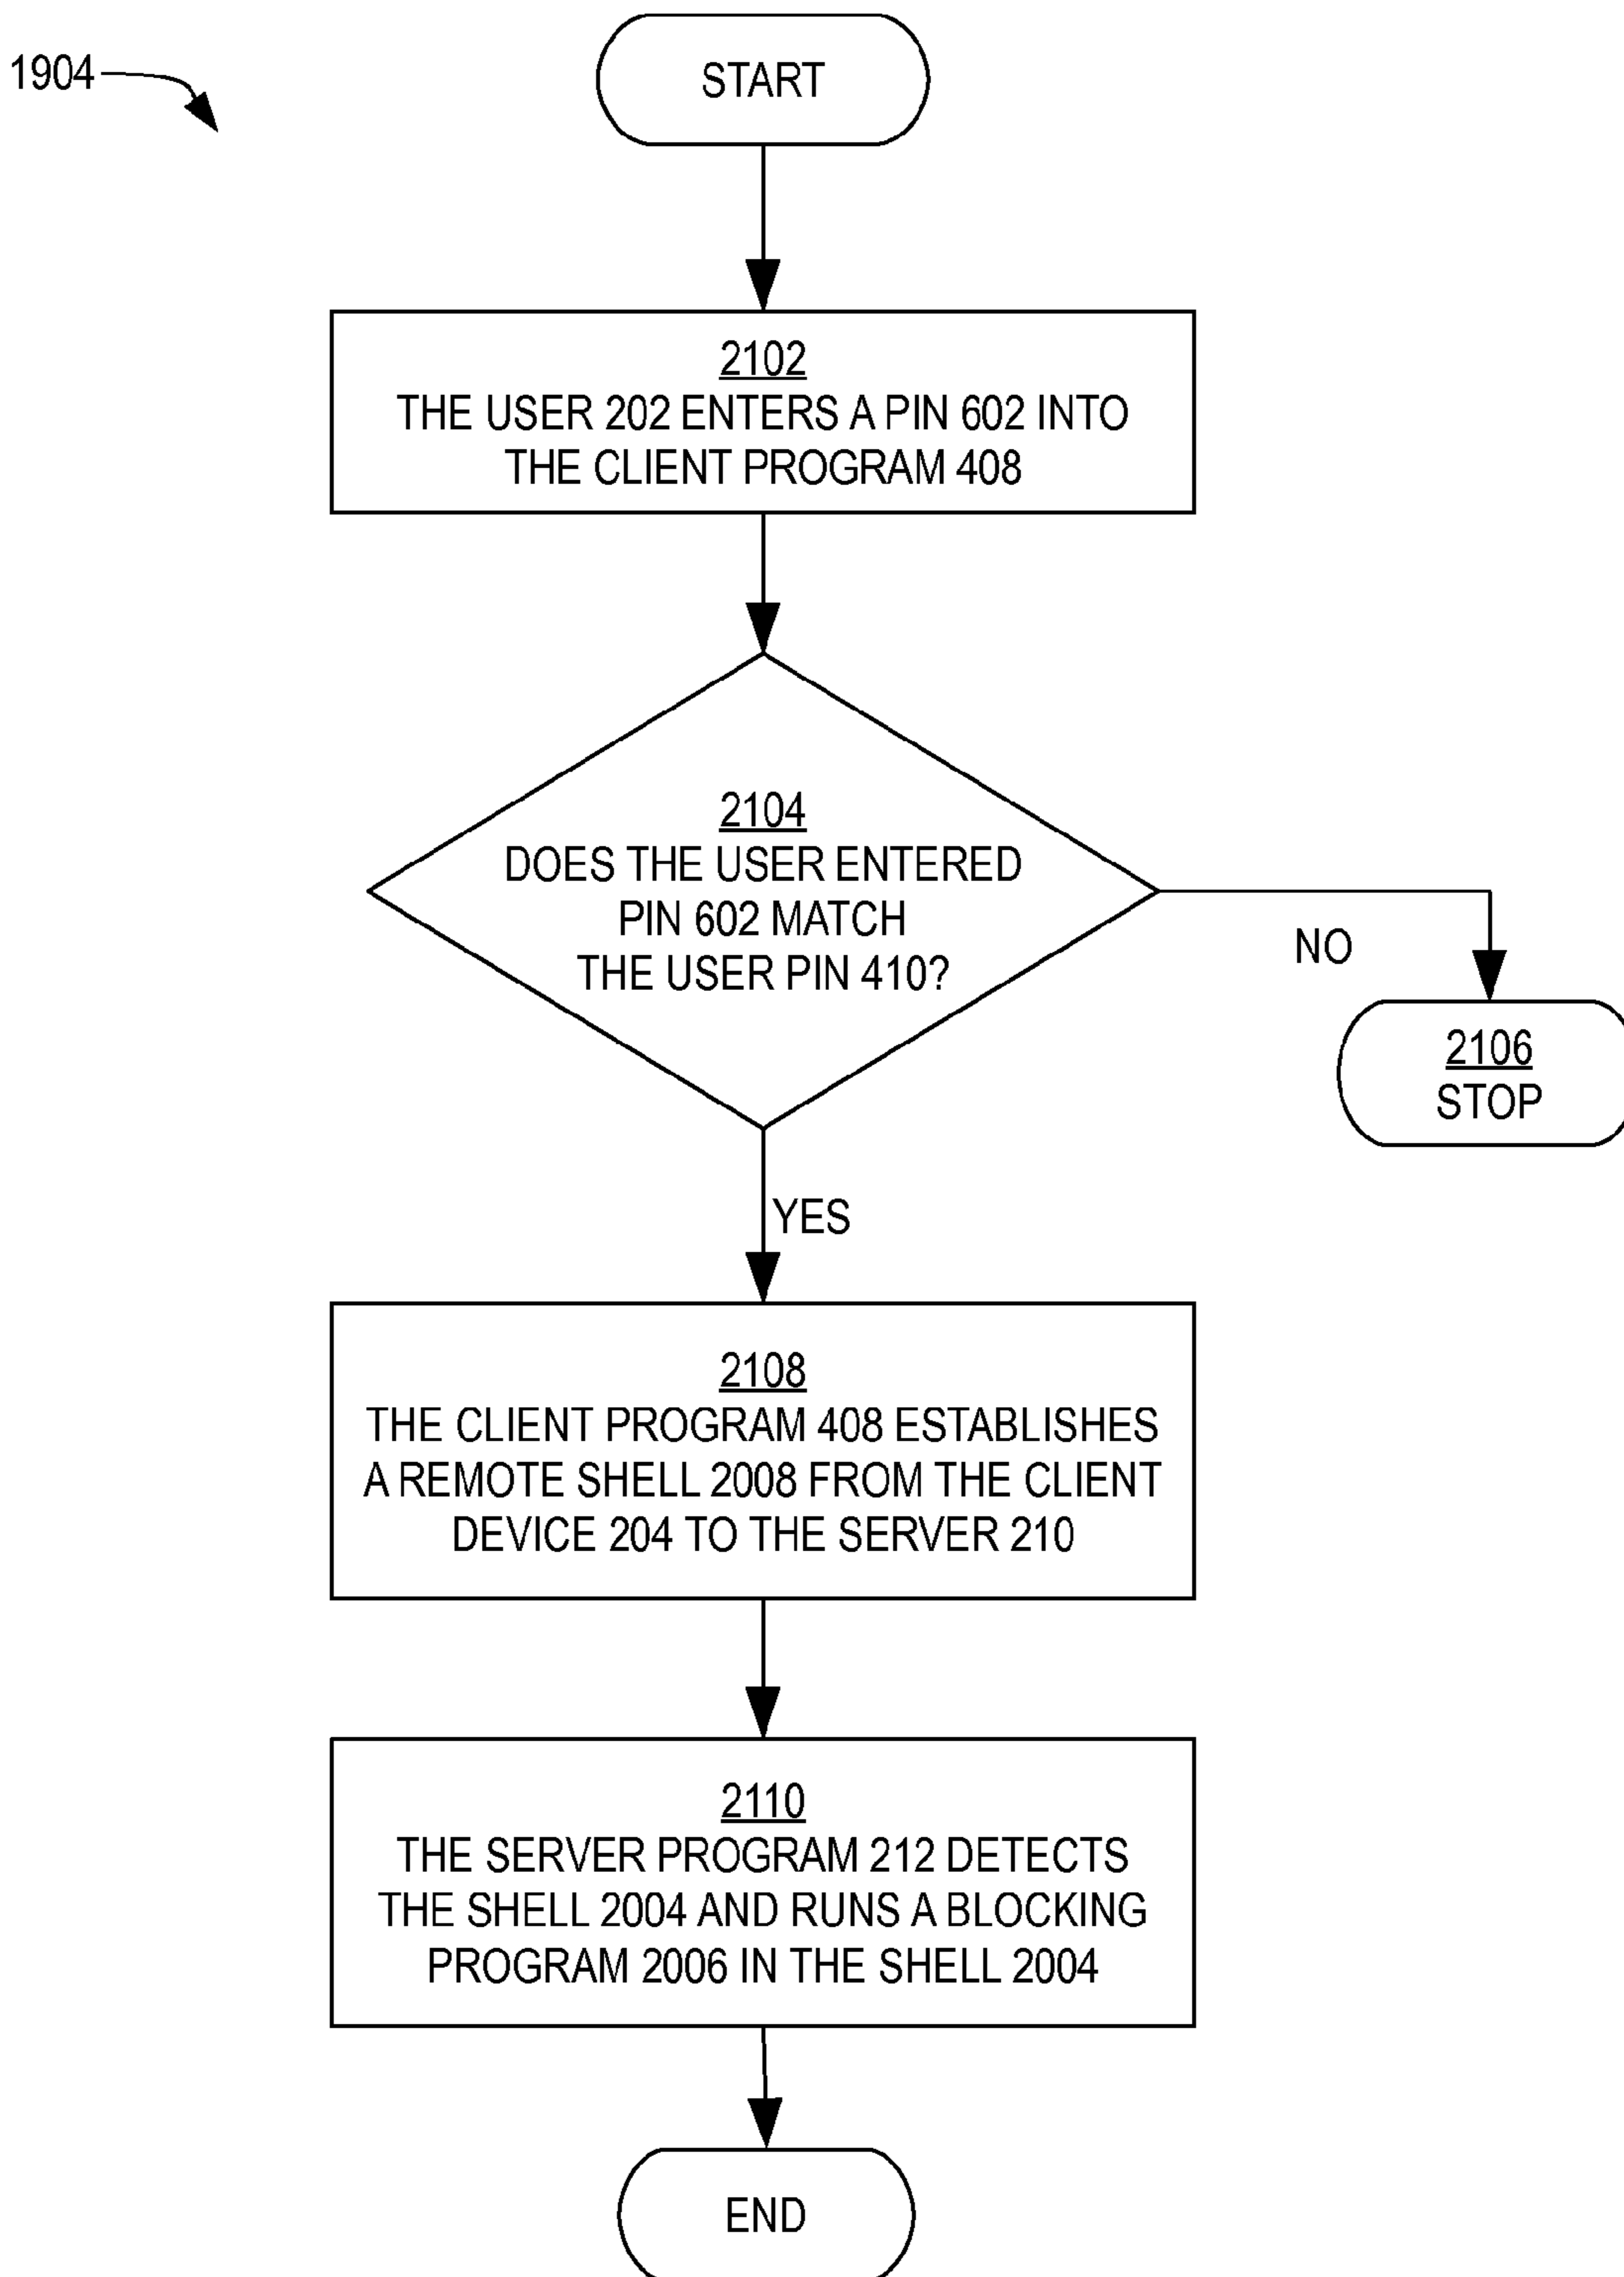 1904
START
2102
THE USER 202 ENTERS A PIN 602 INTO
THE CLIENT PROGRAM 408
2104
DOES THE USER ENTERED
PIN 602 MATCH
THE USER PIN 410?
NO
2106
STOP
YES
2108
THE CLIENT PROGRAM 408 ESTABLISHES
A REMOTE SHELL 2008 FROM THE CLIENT
DEVICE 204 TO THE SERVER 210
2110
THE SERVER PROGRAM 212 DETECTS
THE SHELL 2004 AND RUNS A BLOCKING
PROGRAM 2006 IN THE SHELL 2004
END